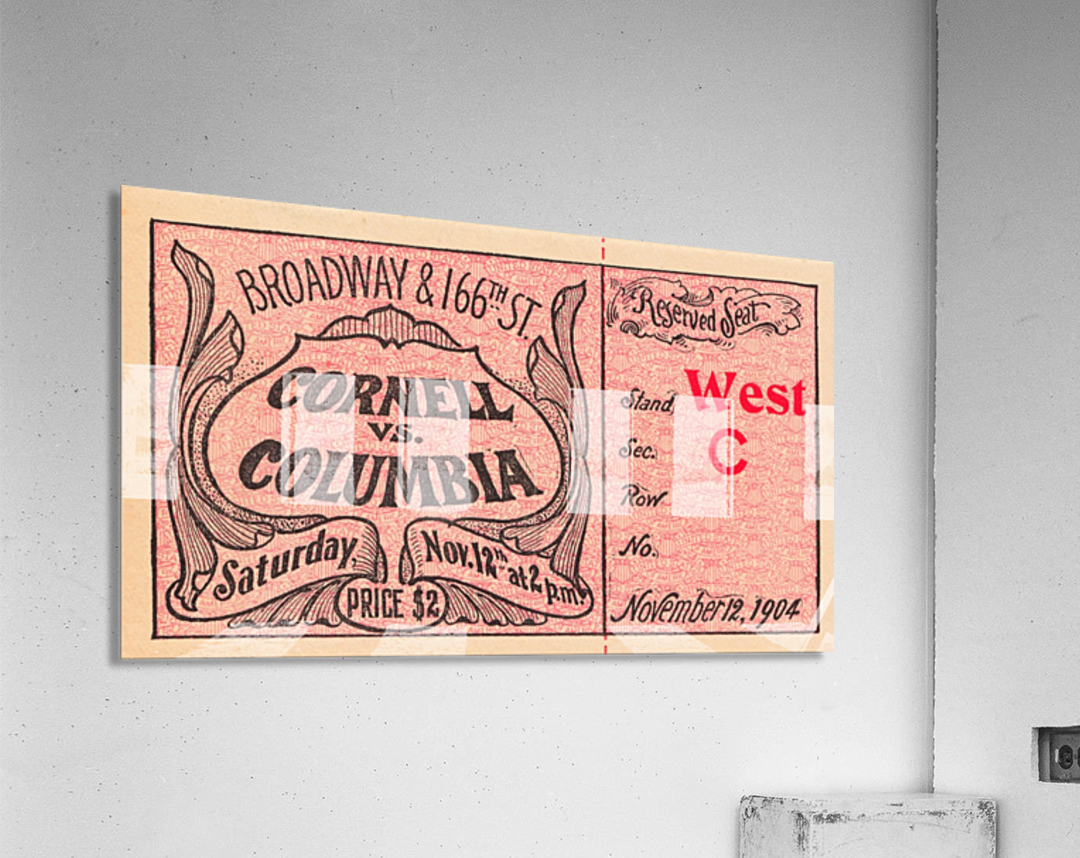 BROADWAY & 166TH ST.
CORNELL
VS.
COLUMBIA
Saturday,
Nov. 12th at 2 p.m.
PRICE $2
Reserved Seat
Stand West
Sec. C
Row
No.
November 12, 1904